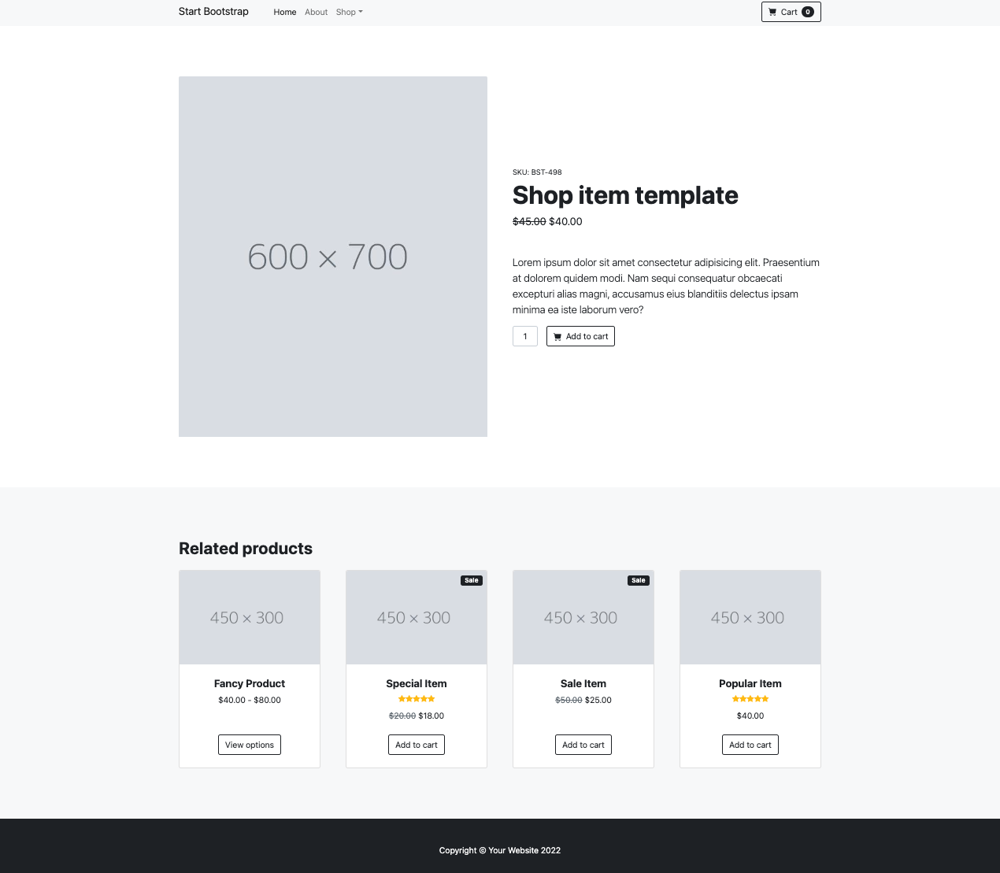 Start Bootstrap Home About Shop Cart 0
600 × 700
SKU: BST-498
Shop item template
$45.00 $40.00
Lorem ipsum dolor sit amet consectetur adipisicing elit. Praesentium
at dolorem quidem modi. Nam sequi consequatur obcaecati
excepturi alias magni, accusamus eius blanditiis delectus ipsam
minima ea iste laborum vero?
1 Add to cart
Related products
450 × 300
Fancy Product
$40.00 - $80.00
View options
Sale
450 × 300
Special Item
$20.00 $18.00
Add to cart
Sale
450 × 300
Sale Item
$50.00 $25.00
Add to cart
450 × 300
Popular Item
$40.00
Add to cart
Copyright © Your Website 2022